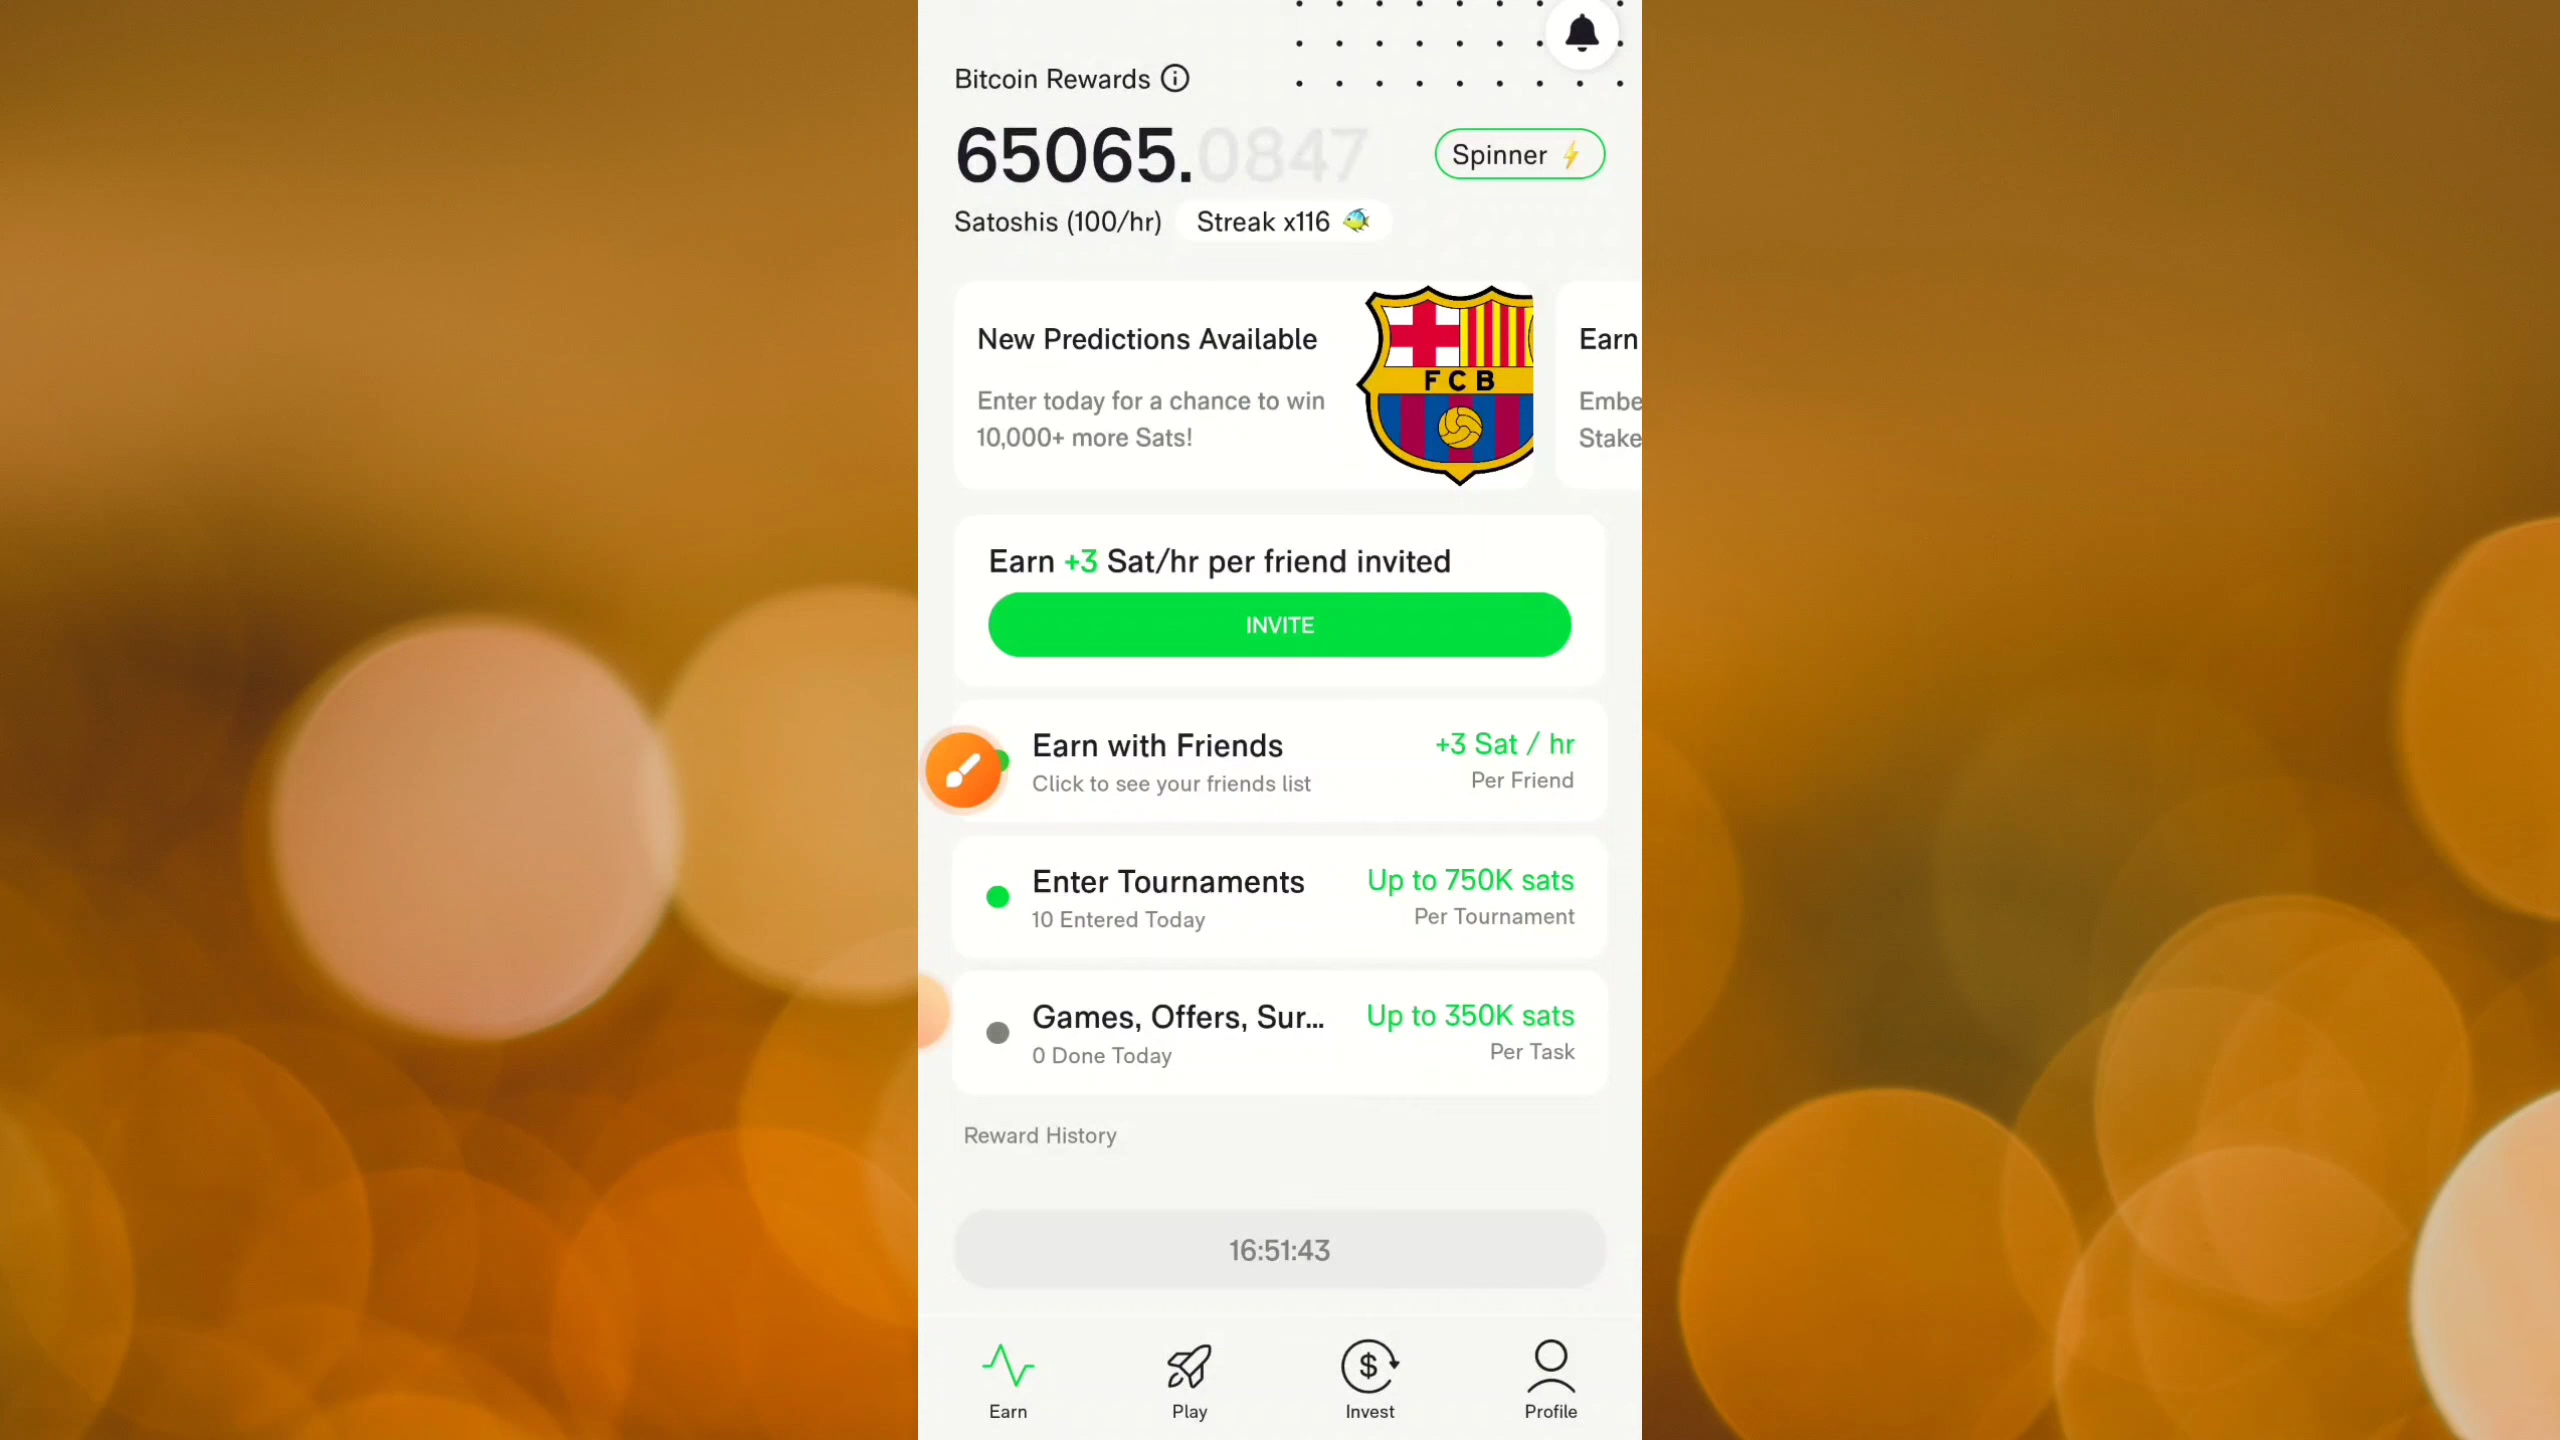 Bitcoin Rewards
65065.0847
Spinner
Satoshis (100/hr)
Streak x116
New Predictions Available
Enter today for a chance to win
10,000+ more Sats!
FCB
Earn
Embe
Stake
Earn +3 Sat/hr per friend invited
INVITE
Earn with Friends
+3 Sat / hr
Click to see your friends list
Per Friend
Enter Tournaments
Up to 750K sats
10 Entered Today
Per Tournament
Games, Offers, Sur...
Up to 350K sats
0 Done Today
Per Task
Reward History
16:51:43
Earn
Play
Invest
Profile